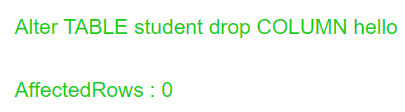 Alter TABLE student drop COLUMN hello
AffectedRows : 0